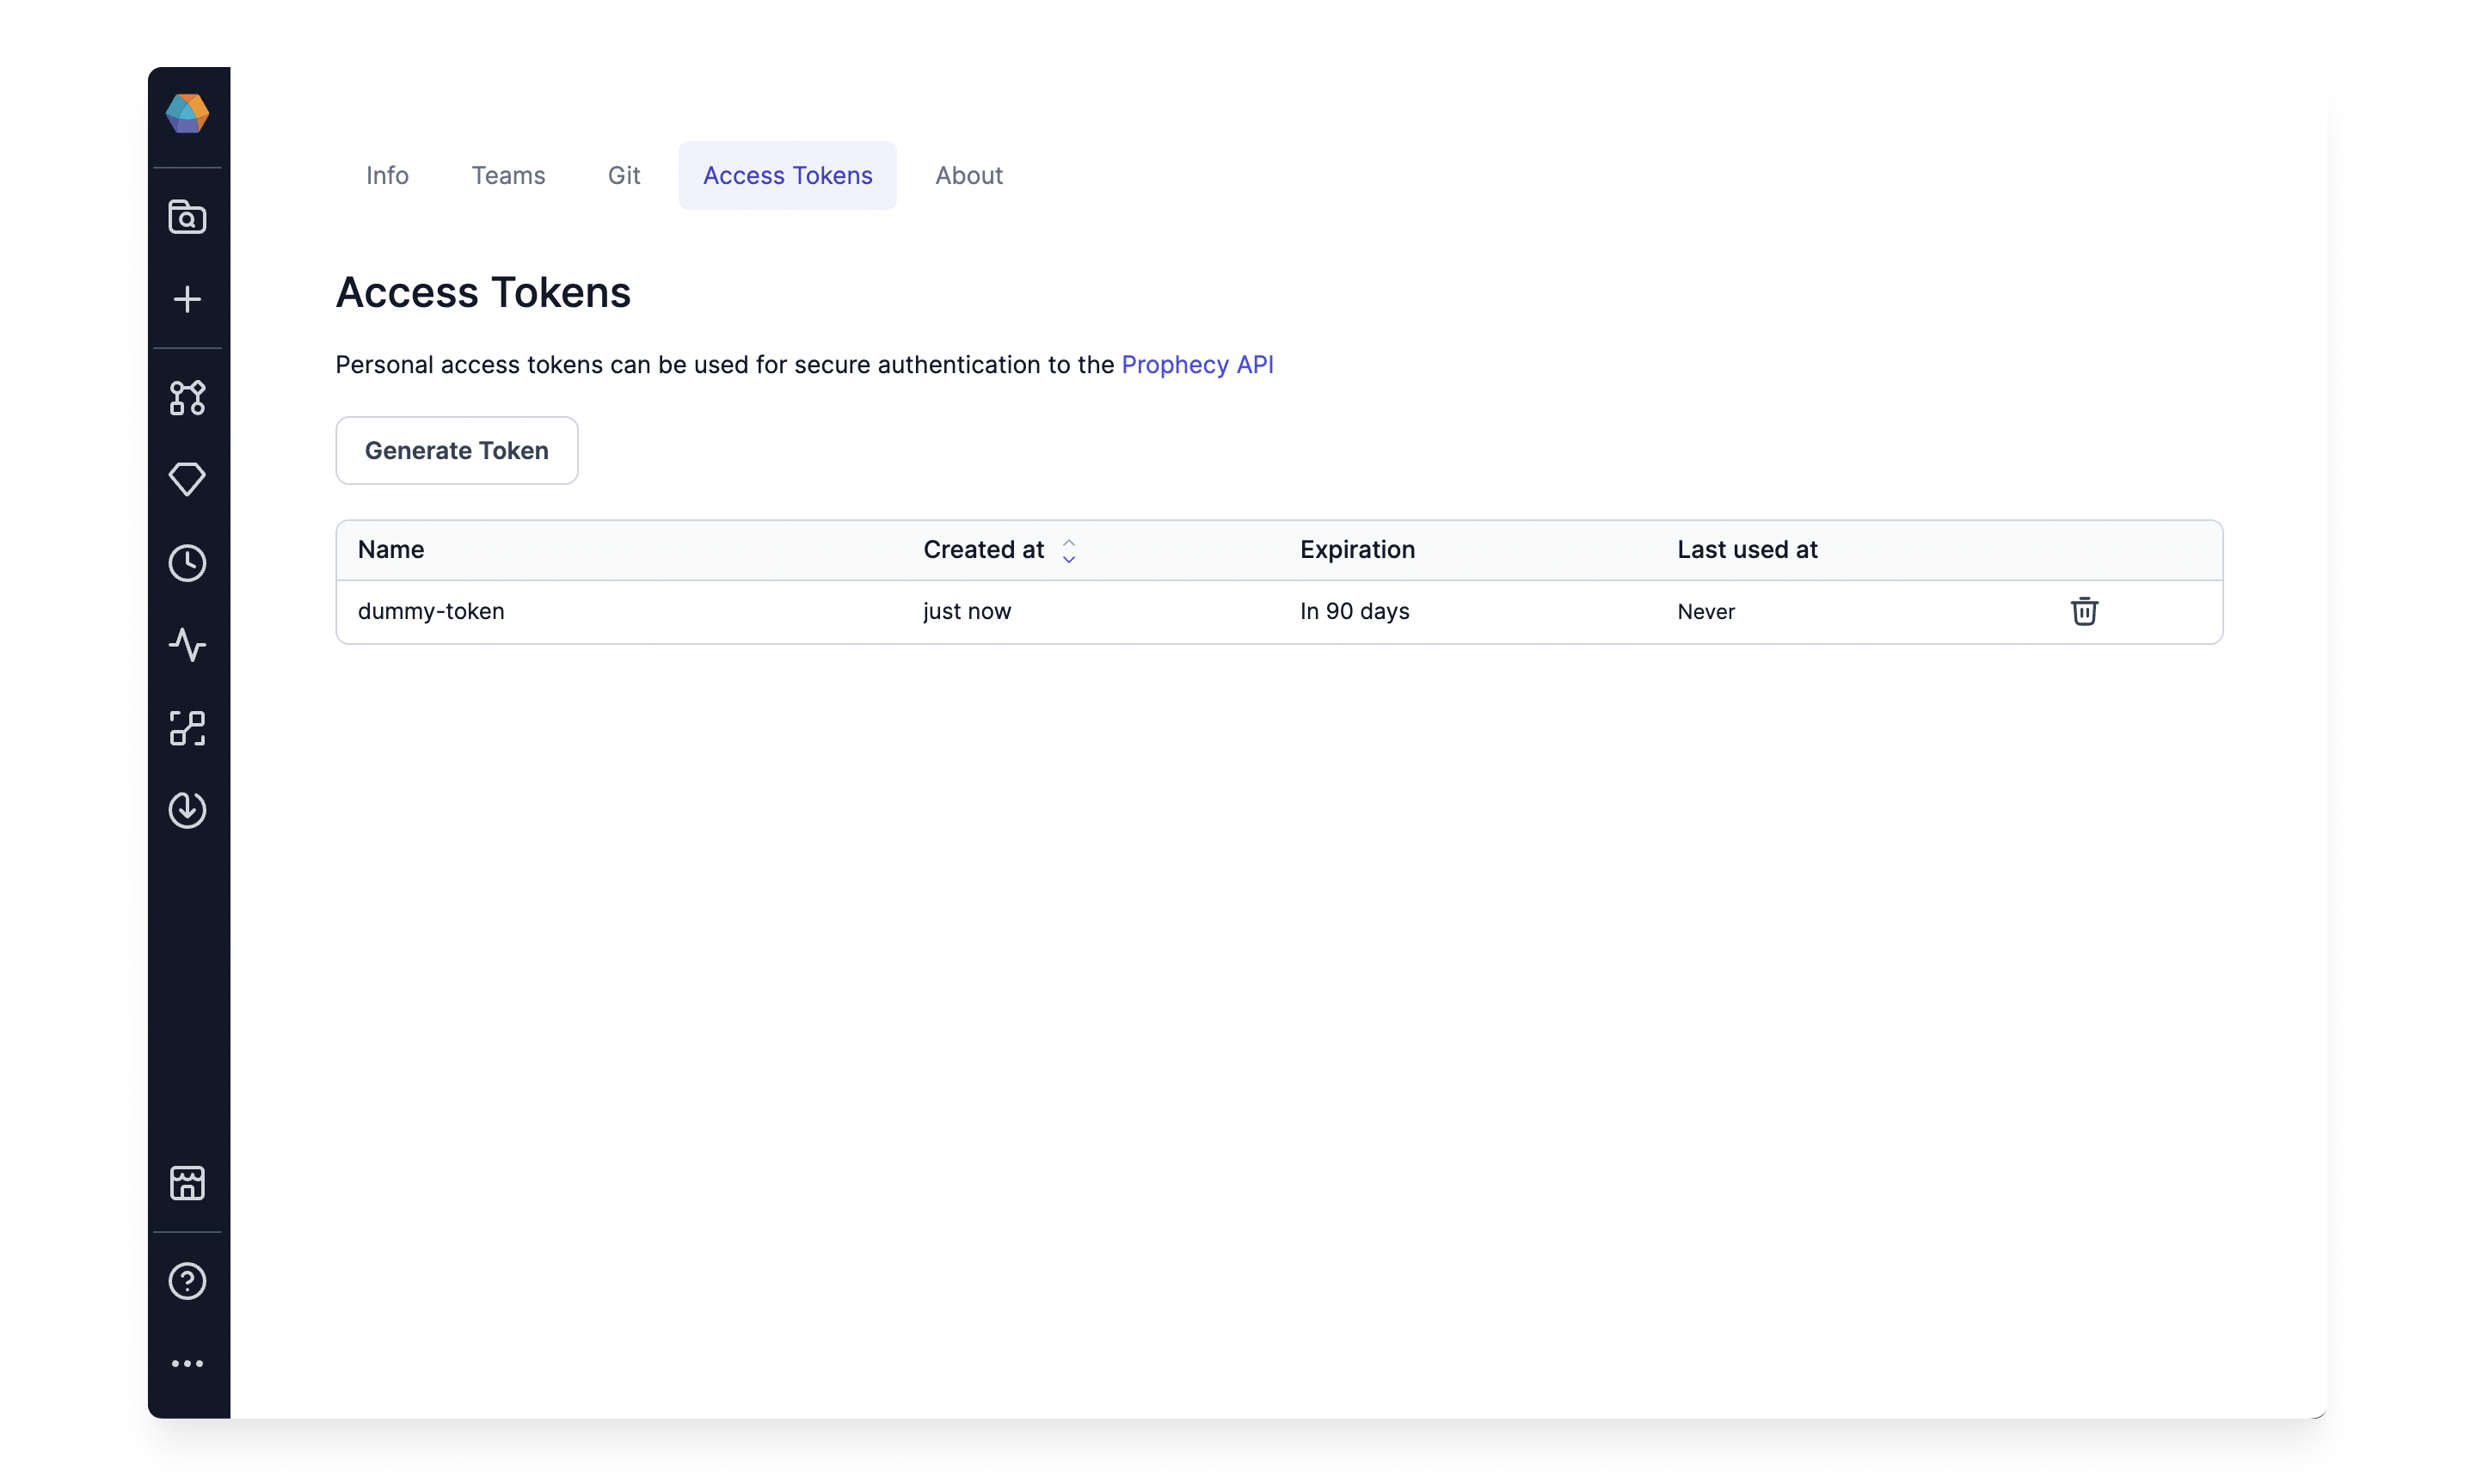 Info Teams Git Access Tokens About
Access Tokens
Personal access tokens can be used for secure authentication to the Prophecy API
Generate Token
Name Created at Expiration Last used at
dummy-token just now In 90 days Never